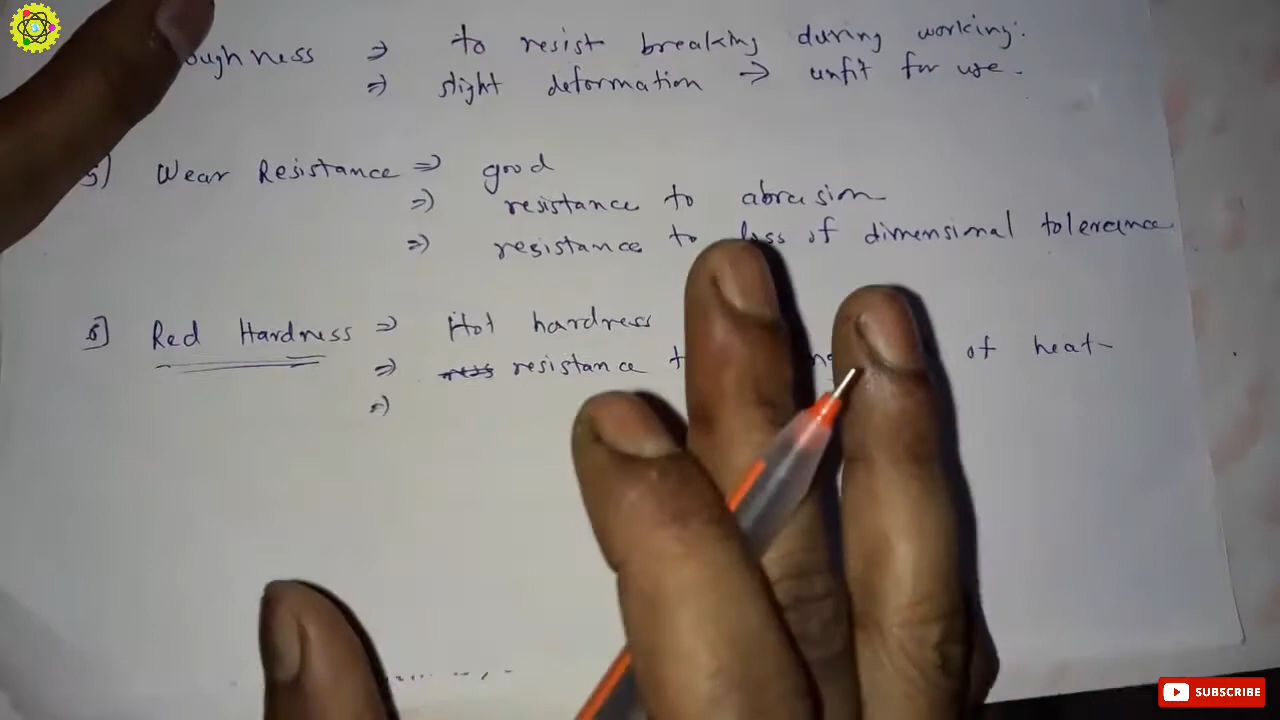 oughness ⇒ to resist breaking during working.
⇒ slight deformation → unfit for use.
5) Wear Resistance ⇒ good
⇒ resistance to abrasion
⇒ resistance to loss of dimensional tolerance
6] Red Hardness ⇒ Hot hardness
⇒ resistance of heat
⇒
SUBSCRIBE